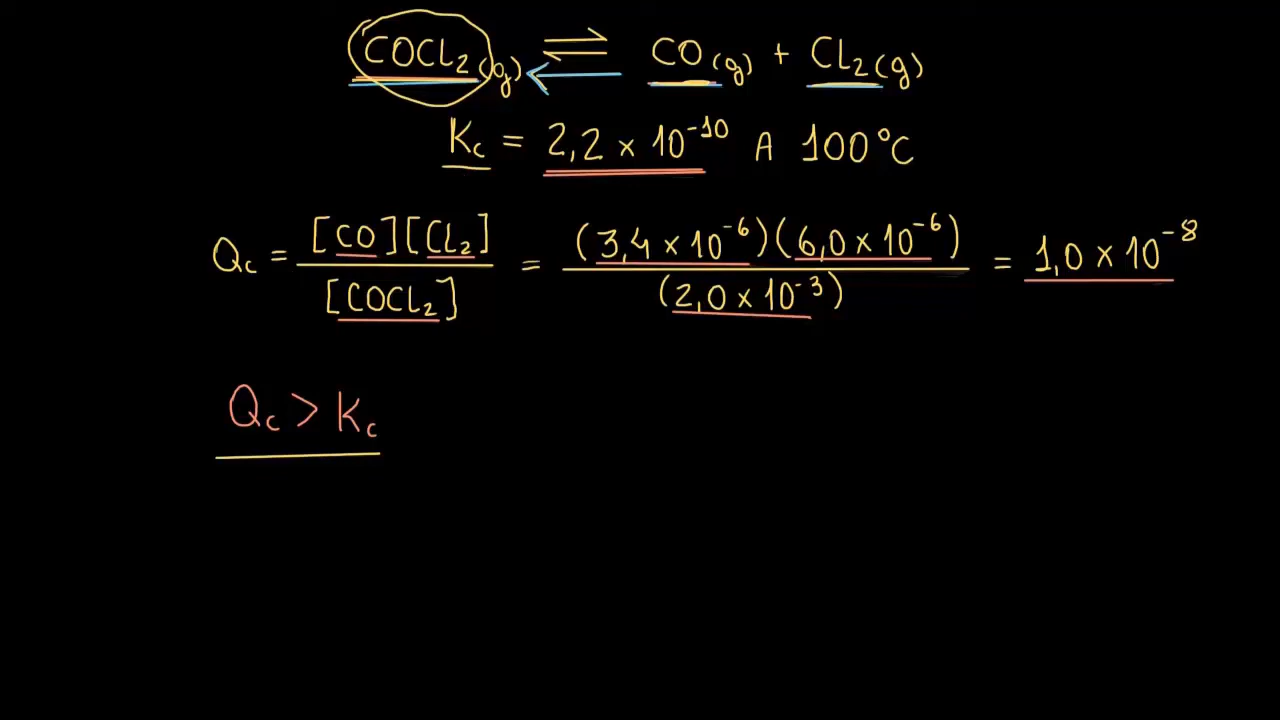 COCl₂(g) ⇌ CO(g) + Cl₂(g)
Kc = 2,2 × 10⁻¹⁰ A 100°C
Qc = [CO][Cl₂] / [COCl₂] = (3,4 × 10⁻⁶)(6,0 × 10⁻⁶) / (2,0 × 10⁻³) = 1,0 × 10⁻⁸
Qc > Kc